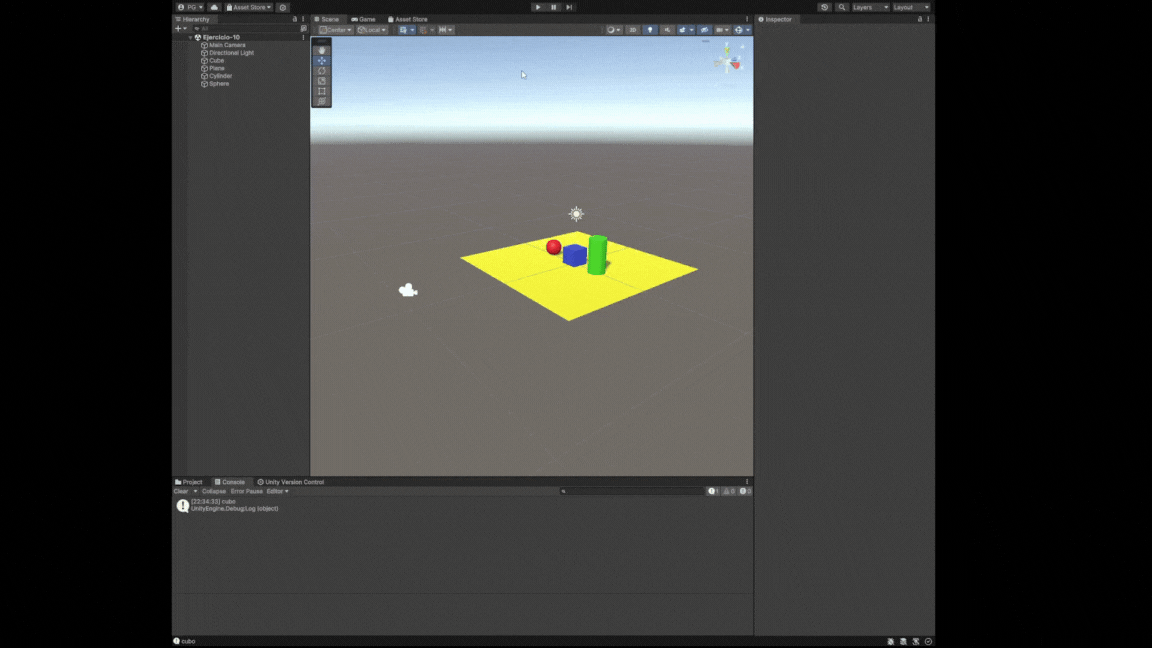 PG Asset Store Layers Layout
Hierarchy
Scene Game Asset Store
Inspector
All
Center Local 2D
Ejercicio-10
Main Camera
Directional Light
Cube
Plane
Cylinder
Sphere
Project Console Unity Version Control
Clear Collapse Error Pause Editor
1 0 0
[22:34:33] cubo
UnityEngine.Debug:Log (object)
cubo